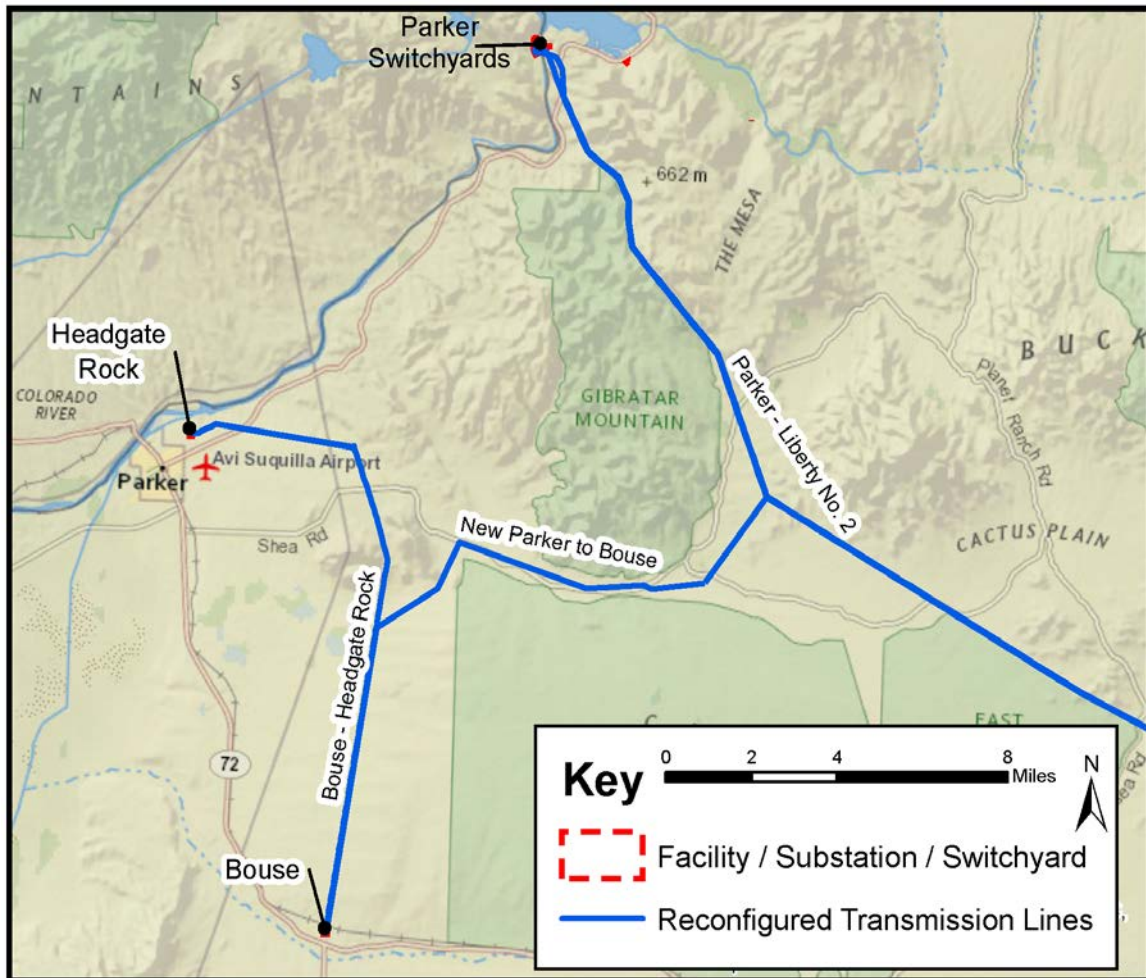 Parker
Switchyards
NTAINS
662 m
THE MESA
Headgate
Rock
BUCK
COLORADO
RIVER
GIBRATAR
MOUNTAIN
Planet Ranch Rd
Parker - Liberty No. 2
Avi Suquilla Airport
Parker
Shea Rd
New Parker to Bouse
CACTUS PLAIN
Bouse - Headgate Rock
72
EAST
Bouse
Key
0 2 4 8
Miles
N
Facility / Substation / Switchyard
Reconfigured Transmission Lines